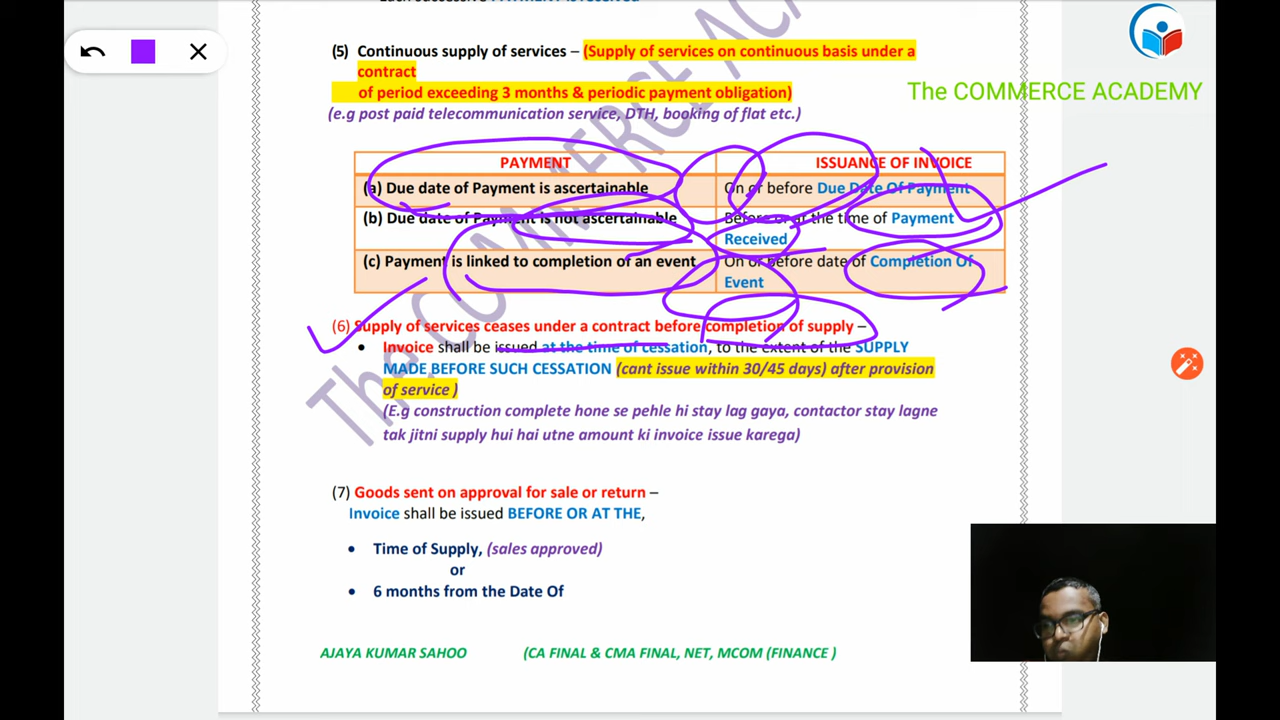 PAYMENT IS RECEIVED
The COMMERCE ACADEMY
(5) Continuous supply of services – (Supply of services on continuous basis under a
contract
of period exceeding 3 months & periodic payment obligation)
(e.g post paid telecommunication service, DTH, booking of flat etc.)
PAYMENT ISSUANCE OF INVOICE
(a) Due date of Payment is ascertainable On or before Due Date Of Payment
(b) Due date of Payment is not ascertainable Before or at the time of Payment
Received
(c) Payment is linked to completion of an event On or before date of Completion Of
Event
(6) Supply of services ceases under a contract before completion of supply –
• Invoice shall be issued at the time of cessation, to the extent of the SUPPLY
MADE BEFORE SUCH CESSATION (cant issue within 30/45 days) after provision
of service )
(E.g construction complete hone se pehle hi stay lag gaya, contactor stay lagne
tak jitni supply hui hai utne amount ki invoice issue karega)
(7) Goods sent on approval for sale or return –
Invoice shall be issued BEFORE OR AT THE,
• Time of Supply, (sales approved)
or
• 6 months from the Date Of
AJAYA KUMAR SAHOO (CA FINAL & CMA FINAL, NET, MCOM (FINANCE )
The COMMERCE AC